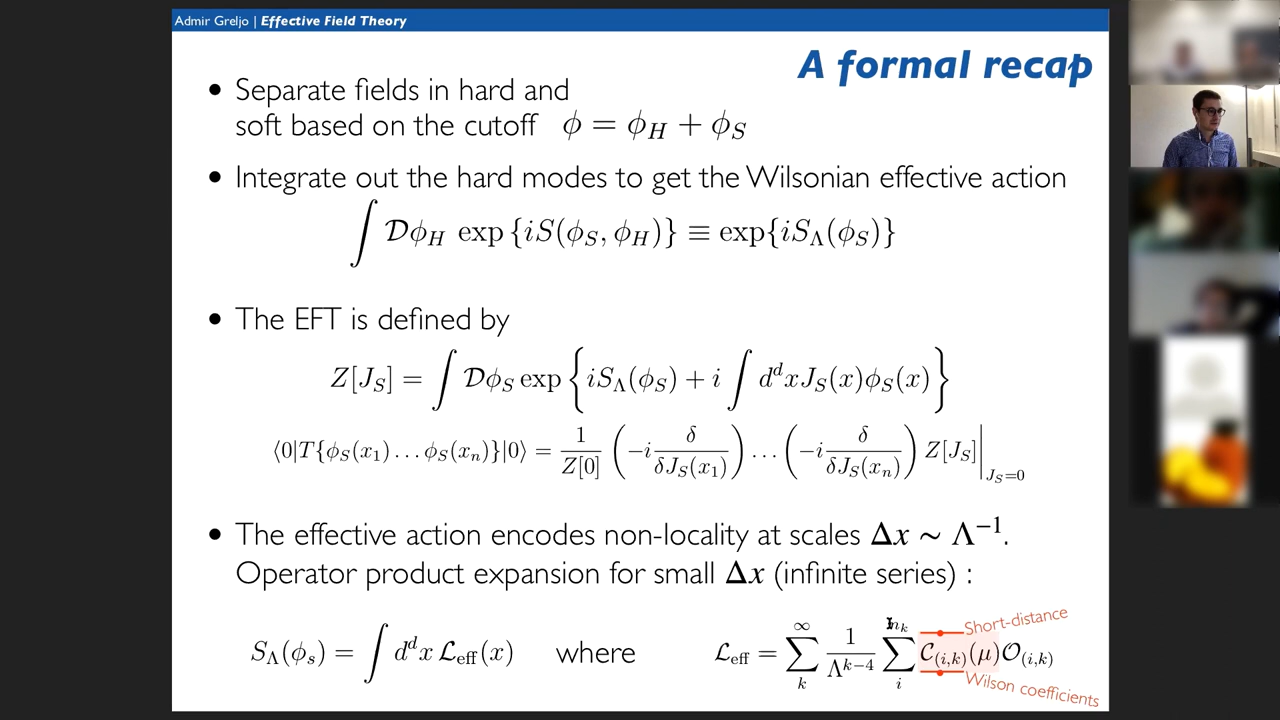 Admir Greljo | Effective Field Theory
A formal recap
• Separate fields in hard and
soft based on the cutoff ϕ = ϕ_H + ϕ_S
• Integrate out the hard modes to get the Wilsonian effective action
∫ 𝒟ϕ_H exp {iS(ϕ_S, ϕ_H)} ≡ exp{iS_Λ(ϕ_S)}
• The EFT is defined by
Z[J_S] = ∫ 𝒟ϕ_S exp { iS_Λ(ϕ_S) + i ∫ d^d x J_S(x)ϕ_S(x) }
⟨0|T{ϕ_S(x_1) … ϕ_S(x_n)}|0⟩ = 1/Z[0] (−i δ/δJ_S(x_1)) … (−i δ/δJ_S(x_n)) Z[J_S]|_{J_S=0}
• The effective action encodes non-locality at scales Δx ~ Λ^{−1}.
Operator product expansion for small Δx (infinite series) :
Short-distance
S_Λ(ϕ_s) = ∫ d^d x ℒ_eff(x) where ℒ_eff = ∑_k^∞ 1/Λ^{k−4} ∑_i^{n_k} 𝒞_{(i,k)}(μ)𝒪_{(i,k)}
Wilson coefficients